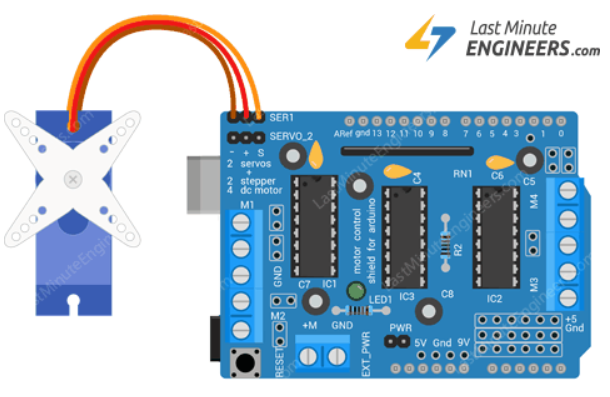 Last Minute
ENGINEERS.com
SER1
SERVO_2
ARef gnd 13 12 11 10 9 8 7 6 5 4 3 1 0
- + S
2 servos
+
2 stepper
4 dc motor
M1
GND
M2
RESET
C7 IC1
motor control
shield for arduino
C4
RN1
C6
C5
R2
IC3
C8
IC2
M4
M3
+5
Gnd
LED1
+M
GND
EXT_PWR
PWR
5V Gnd 9V
LastMinuteEngineers.com